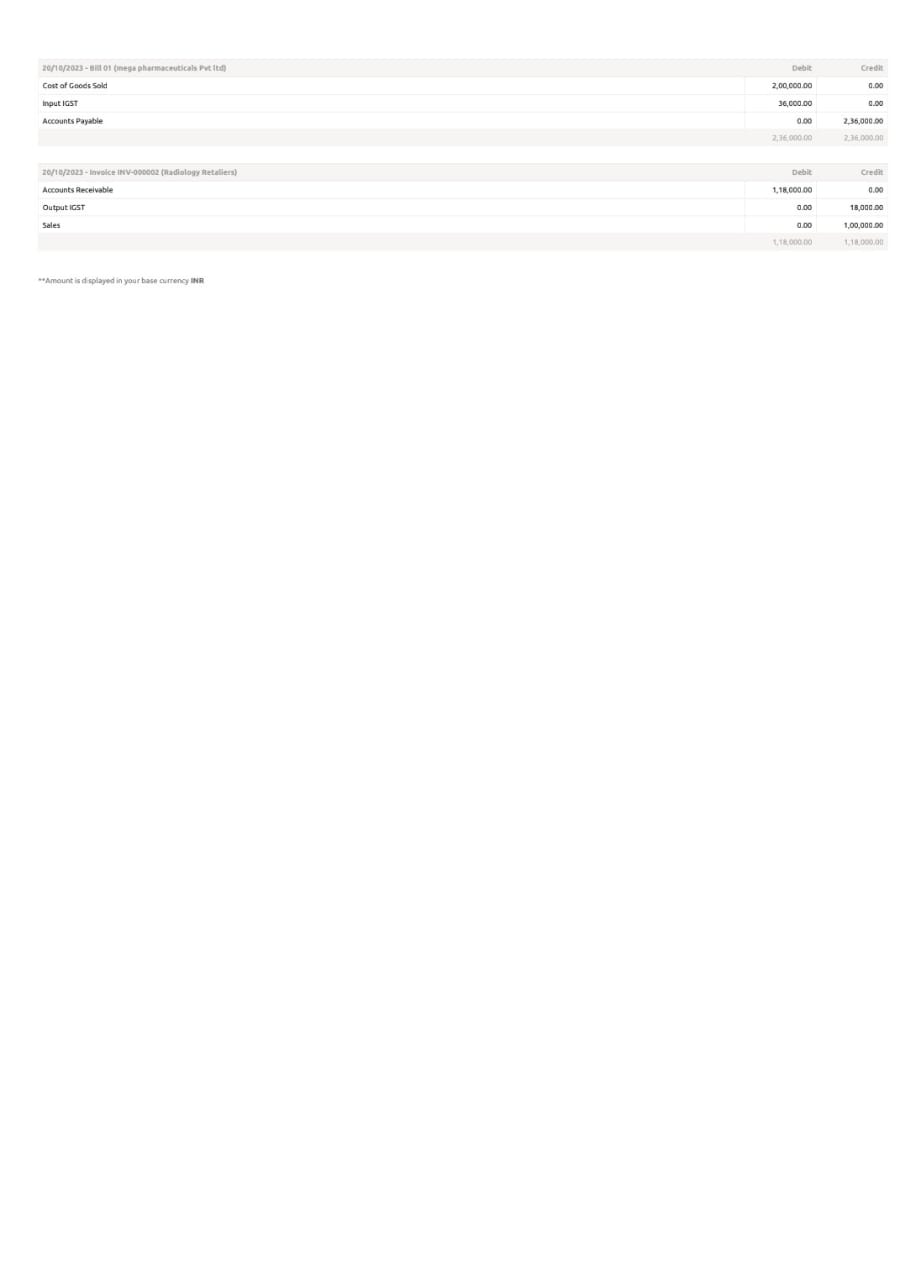 20/10/2023 - Bill 01 (mega pharmaceuticals Pvt ltd) Debit Credit
Cost of Goods Sold 2,00,000.00 0.00
Input IGST 36,000.00 0.00
Accounts Payable 0.00 2,36,000.00
2,36,000.00 2,36,000.00
20/10/2023 - Invoice INV-000002 (Radiology Retaliers) Debit Credit
Accounts Receivable 1,18,000.00 0.00
Output IGST 0.00 18,000.00
Sales 0.00 1,00,000.00
1,18,000.00 1,18,000.00
**Amount is displayed in your base currency INR